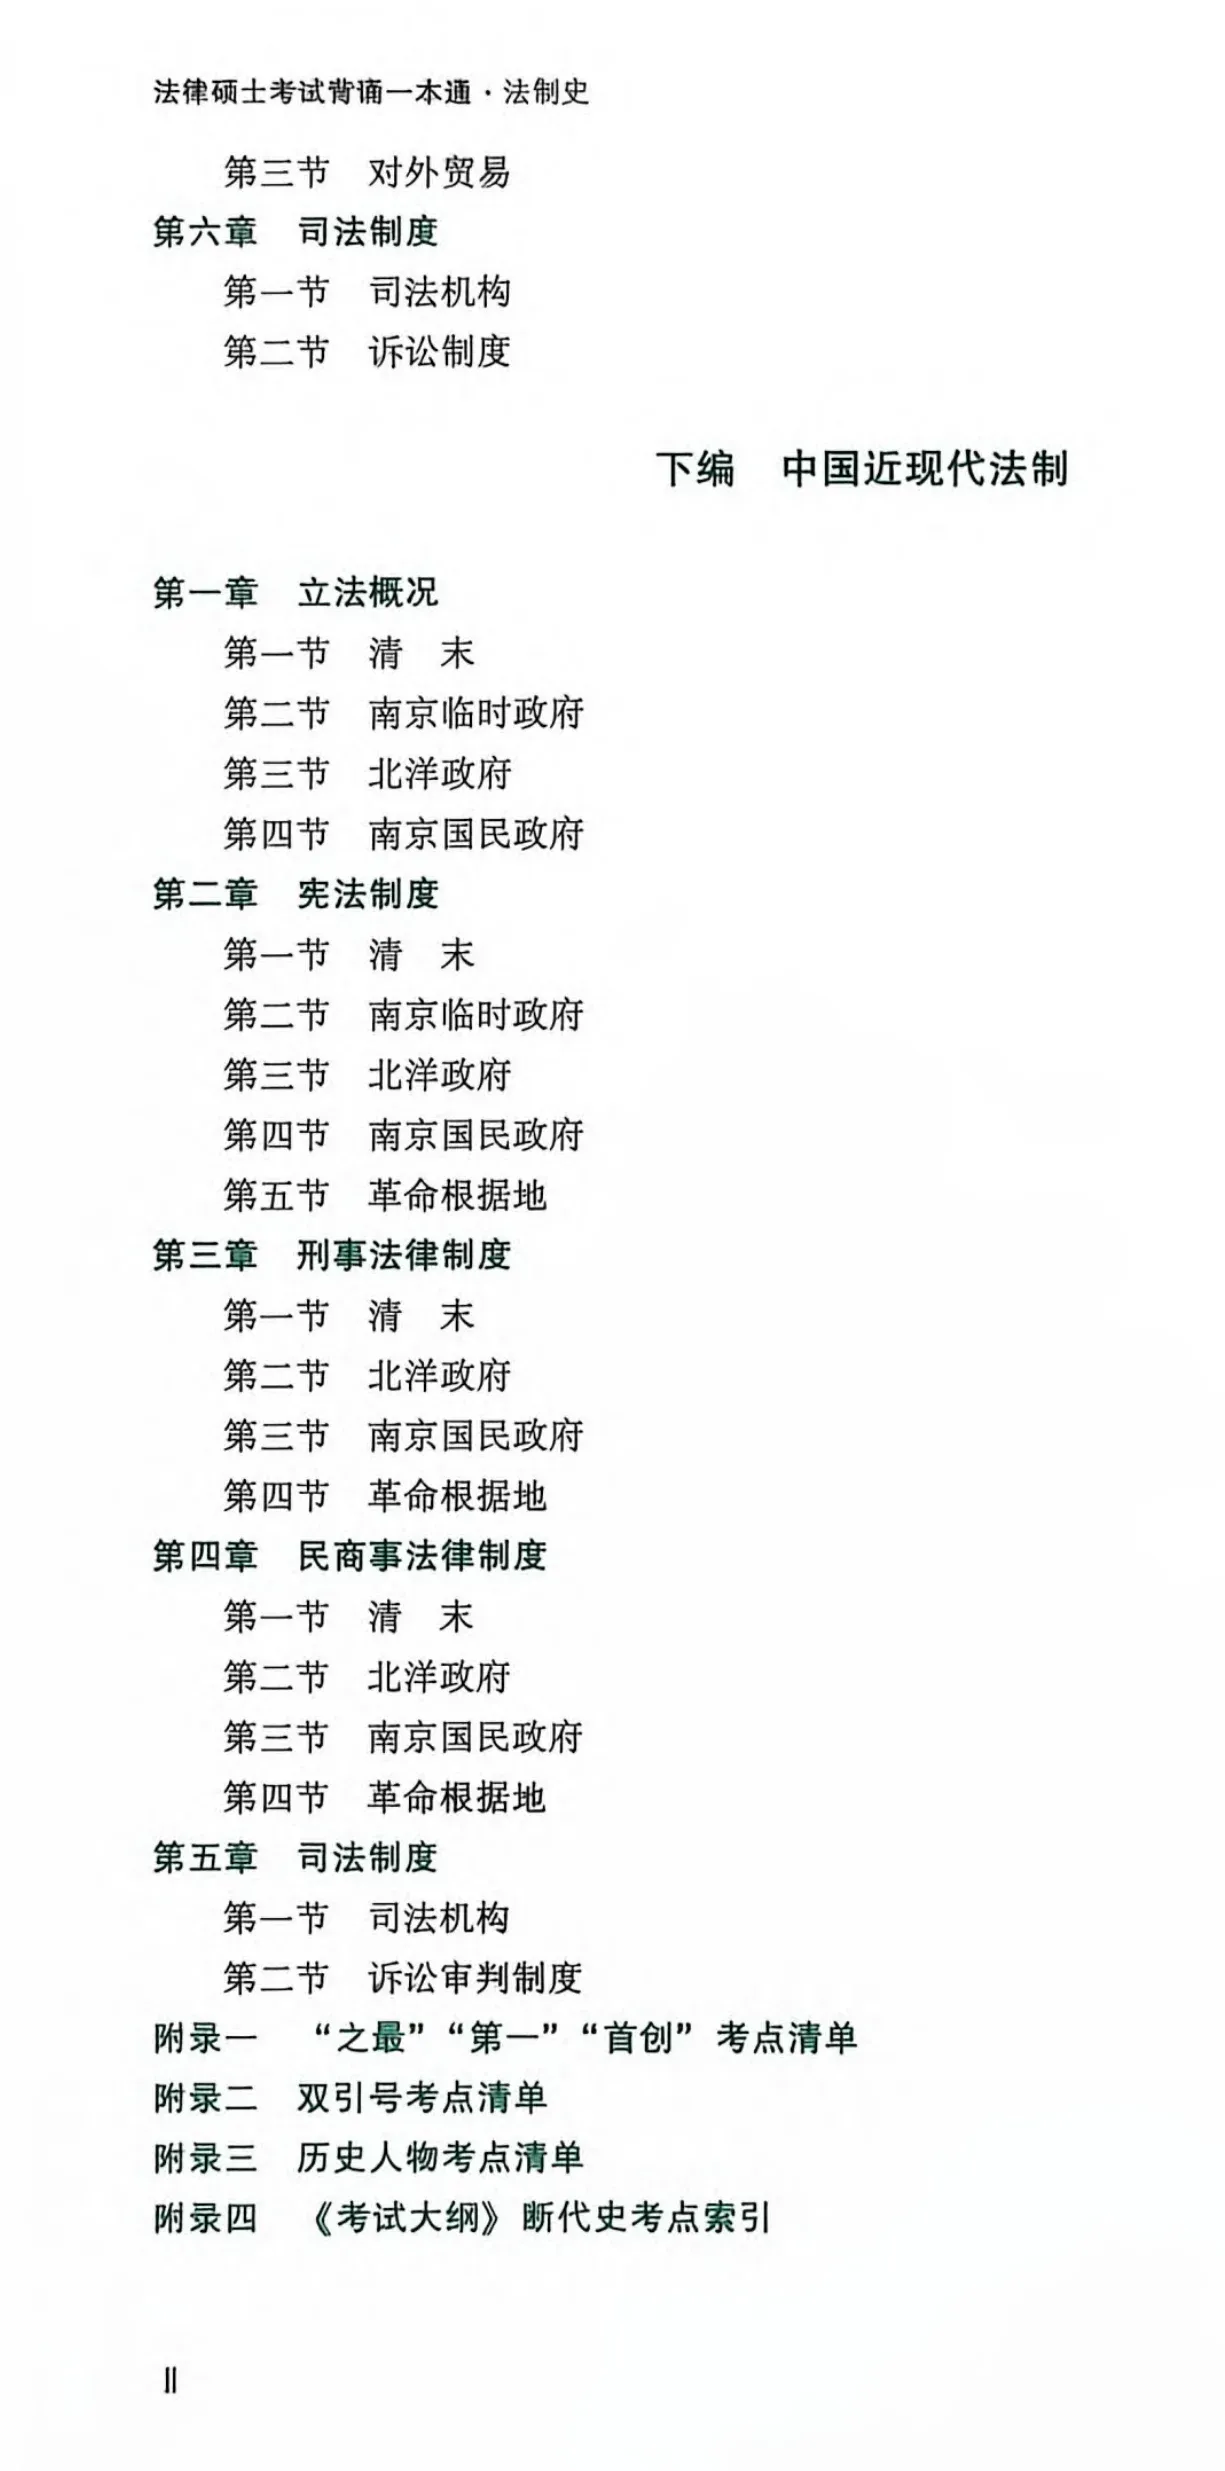 法律硕士考试背诵一本通·法制史
第三节 对外贸易
第六章 司法制度
第一节 司法机构
第二节 诉讼制度
下编 中国近现代法制
第一章 立法概况
第一节 清 末
第二节 南京临时政府
第三节 北洋政府
第四节 南京国民政府
第二章 宪法制度
第一节 清 末
第二节 南京临时政府
第三节 北洋政府
第四节 南京国民政府
第五节 革命根据地
第三章 刑事法律制度
第一节 清 末
第二节 北洋政府
第三节 南京国民政府
第四节 革命根据地
第四章 民商事法律制度
第一节 清 末
第二节 北洋政府
第三节 南京国民政府
第四节 革命根据地
第五章 司法制度
第一节 司法机构
第二节 诉讼审判制度
附录一 “之最”“第一”“首创”考点清单
附录二 双引号考点清单
附录三 历史人物考点清单
附录四 《考试大纲》断代史考点索引
II